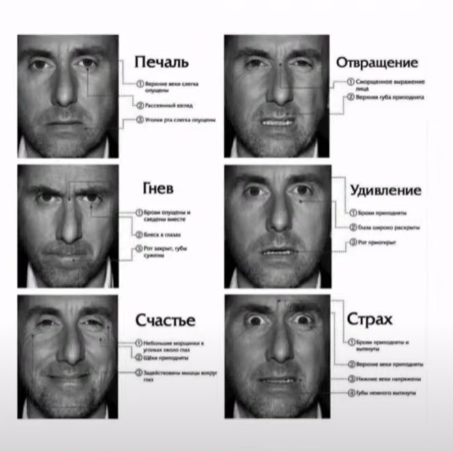 Печаль
① Верхние веки слегка
опущены
② Рассеянный взгляд
③ Уголки рта слегка опущены
Отвращение
① Сморщенное выражение
лица
② Верхняя губа приподнята
Гнев
① Брови опущены и
сведены вместе
② Блеск в глазах
③ Рот закрыт, губы
сужены
Удивление
① Брови приподняты
② Глаза широко раскрыты
③ Рот приоткрыт
Счастье
① Небольшие морщинки в
уголках около глаз
② Щёки приподняты
③ Задействованы мышцы вокруг
глаз
Страх
① Брови приподняты и
вытянуты
② Верхние веки приподняты
③ Нижние веки напряжены
④ Губы немного вытянуты